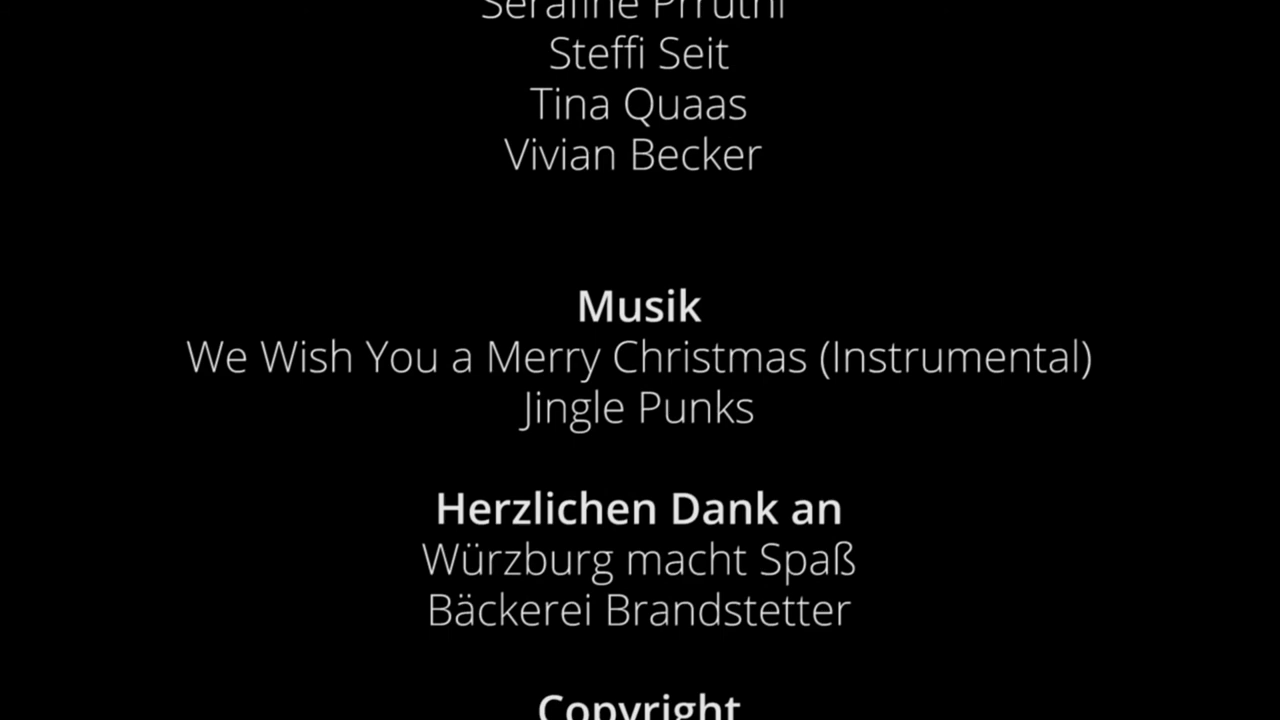 Steffi Seit
Tina Quaas
Vivian Becker
Musik
We Wish You a Merry Christmas (Instrumental)
Jingle Punks
Herzlichen Dank an
Würzburg macht Spaß
Bäckerei Brandstetter
Copyright